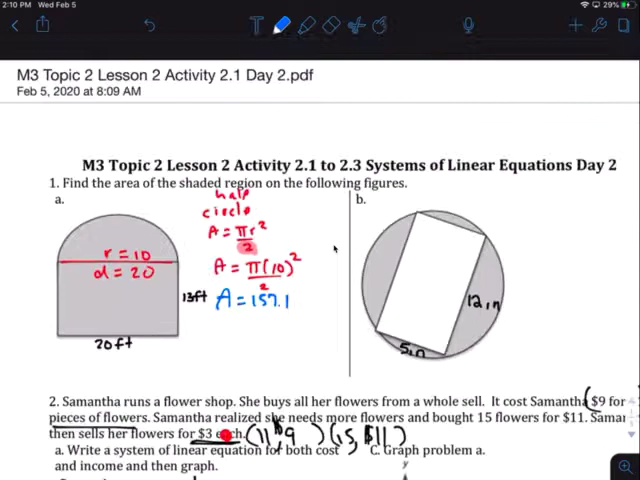 2:10 PM Wed Feb 5
29%
T
M3 Topic 2 Lesson 2 Activity 2.1 Day 2.pdf
Feb 5, 2020 at 8:09 AM
M3 Topic 2 Lesson 2 Activity 2.1 to 2.3 Systems of Linear Equations Day 2
1. Find the area of the shaded region on the following figures.
a.
half
circle
A = πr²/2
A = π(10)²/2
A = 157.1
r = 10
d = 20
13ft
20ft
b.
12in
5in
2. Samantha runs a flower shop. She buys all her flowers from a whole sell. It cost Samantha ( $9 for
pieces of flowers. Samantha realized she needs more flowers and bought 15 flowers for $11. Samar
then sells her flowers for $3 each. (11, $9 ) (15, $11)
a. Write a system of linear equation for both cost C. Graph problem a.
and income and then graph.
y